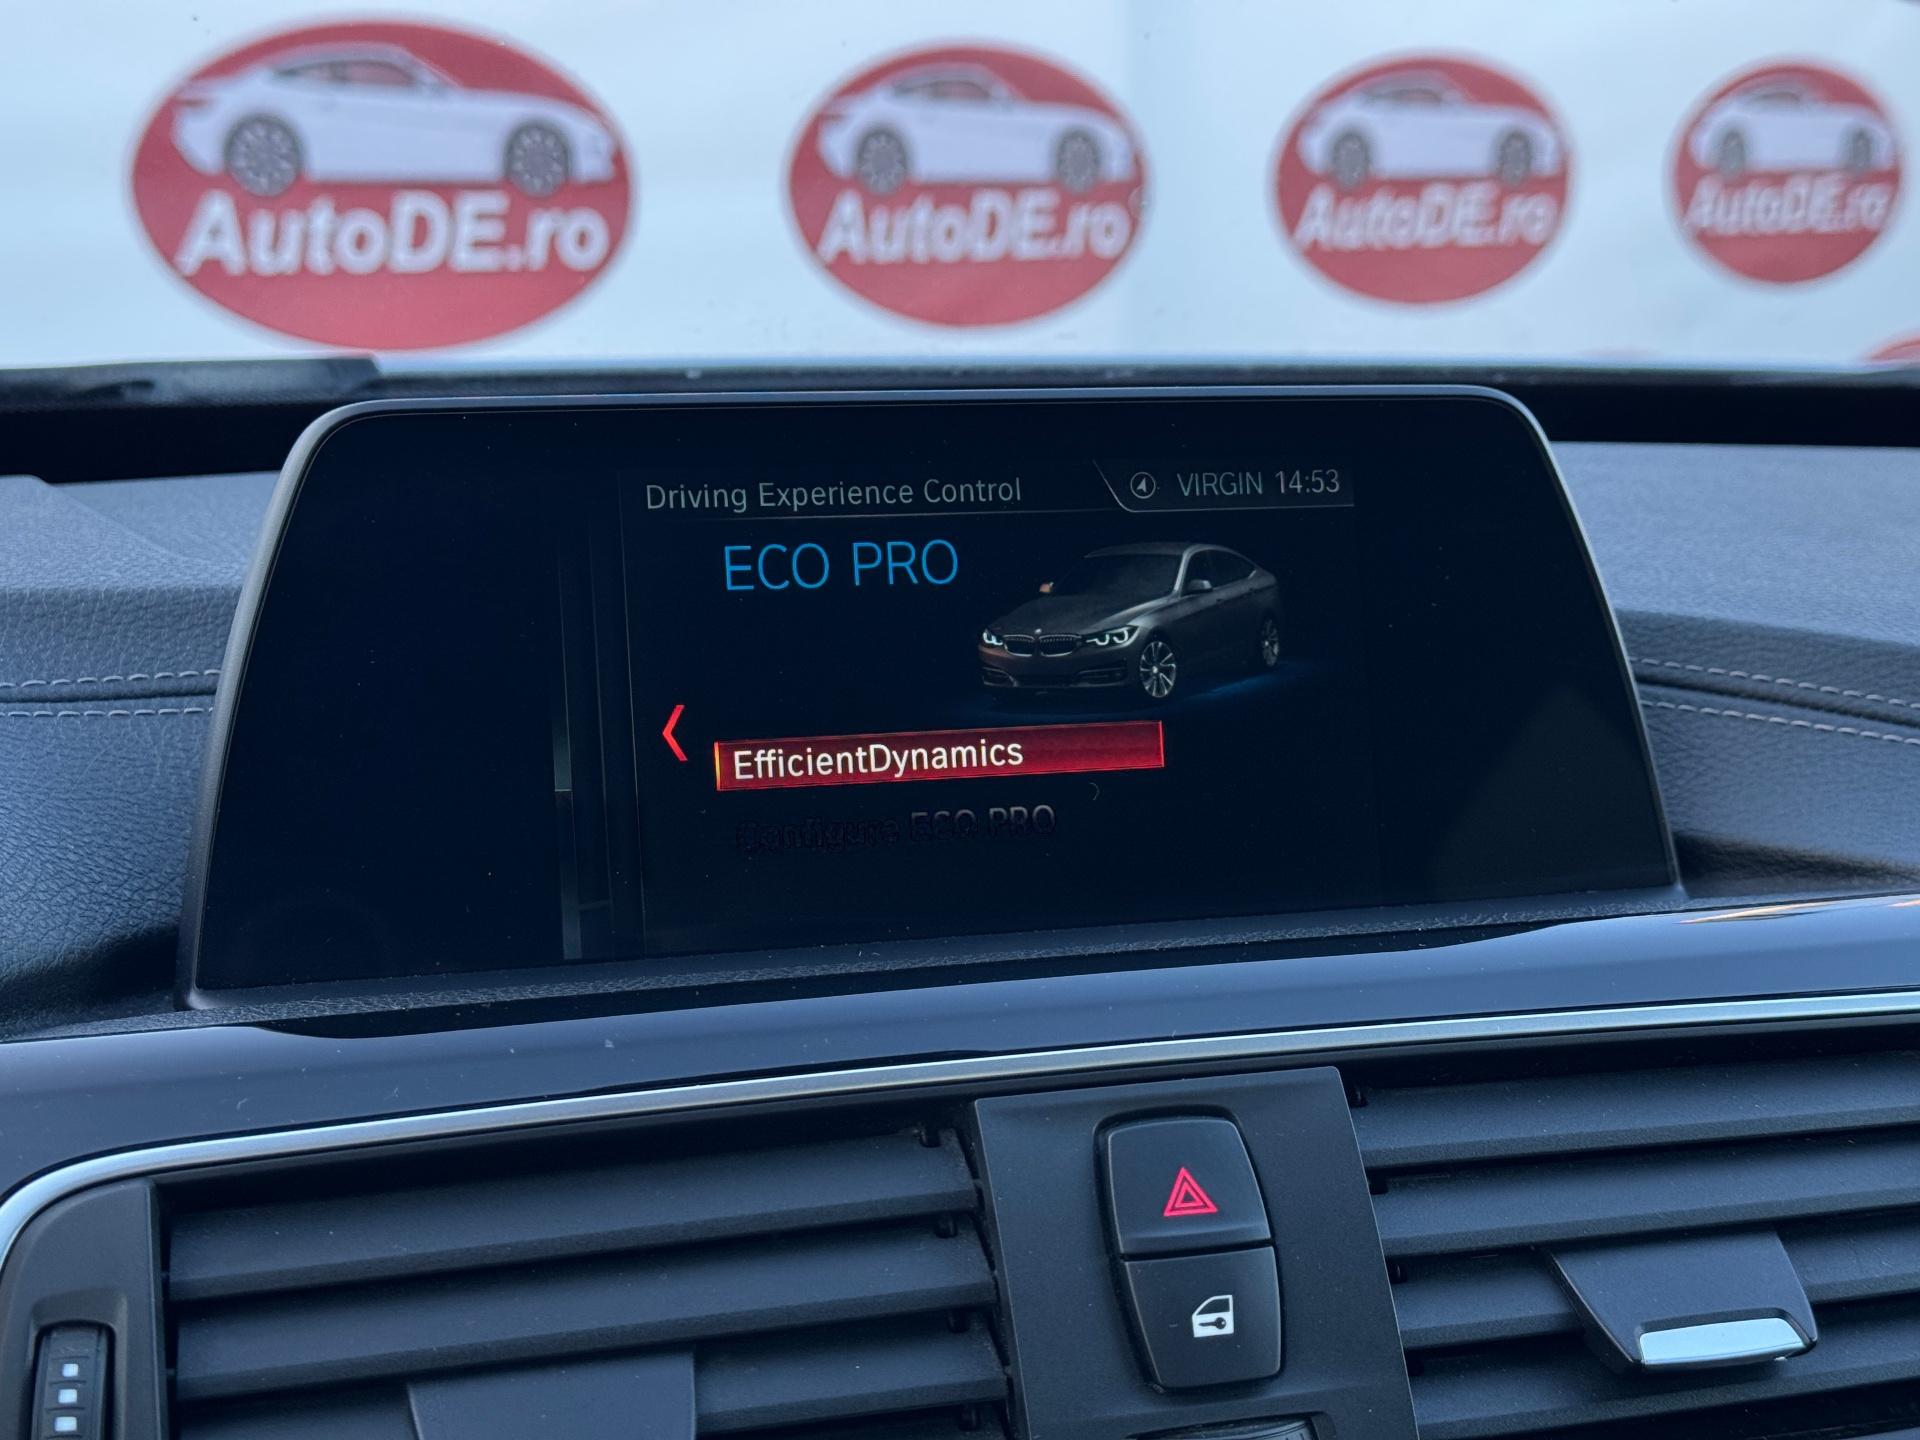 AutoDE.ro AutoDE.ro AutoDE.ro AutoDE.ro
Driving Experience Control VIRGIN 14:53
ECO PRO
EfficientDynamics
Configure ECO PRO